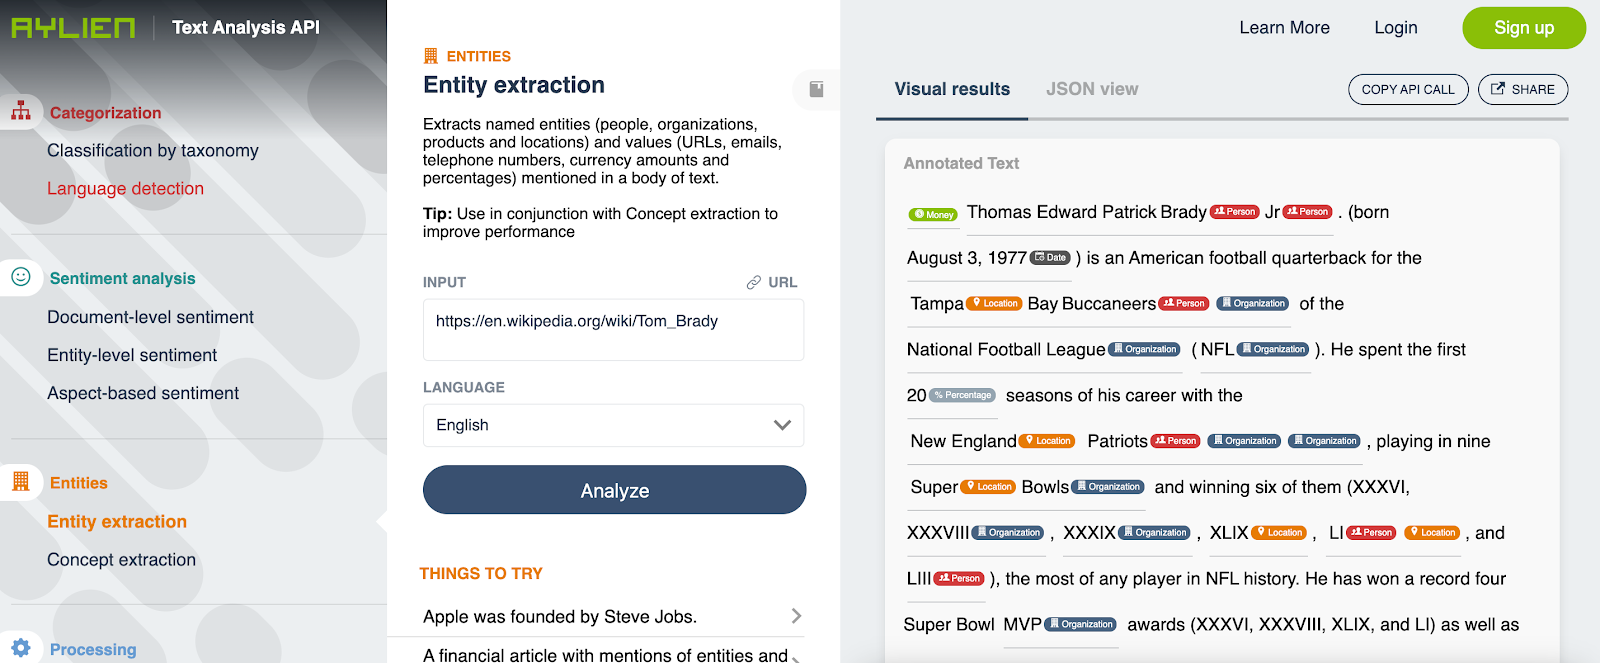 AYLIEN
Text Analysis API
Categorization
Classification by taxonomy
Language detection
Sentiment analysis
Document-level sentiment
Entity-level sentiment
Aspect-based sentiment
Entities
Entity extraction
Concept extraction
Processing
ENTITIES
Entity extraction
Extracts named entities (people, organizations,
products and locations) and values (URLs, emails,
telephone numbers, currency amounts and
percentages) mentioned in a body of text.
Tip: Use in conjunction with Concept extraction to
improve performance
INPUT URL
https://en.wikipedia.org/wiki/Tom_Brady
LANGUAGE
English
Analyze
THINGS TO TRY
Apple was founded by Steve Jobs.
A financial article with mentions of entities and
Learn More Login Sign up
Visual results JSON view COPY API CALL SHARE
Annotated Text
Money Thomas Edward Patrick Brady Person Jr Person . (born
August 3, 1977 Date ) is an American football quarterback for the
Tampa Location Bay Buccaneers Person Organization of the
National Football League Organization ( NFL Organization ). He spent the first
20 % Percentage seasons of his career with the
New England Location Patriots Person Organization Organization , playing in nine
Super Location Bowls Organization and winning six of them (XXXVI,
XXXVIII Organization , XXXIX Organization , XLIX Location , LI Person Location , and
LIII Person ), the most of any player in NFL history. He has won a record four
Super Bowl MVP Organization awards (XXXVI, XXXVIII, XLIX, and LI) as well as